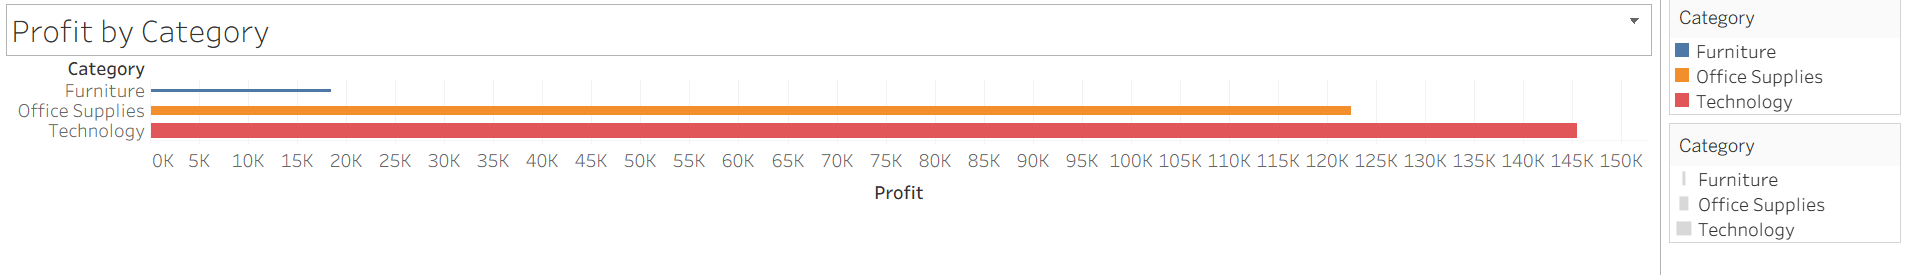 Profit by Category
Category
Furniture
Office Supplies
Technology
0K 5K 10K 15K 20K 25K 30K 35K 40K 45K 50K 55K 60K 65K 70K 75K 80K 85K 90K 95K 100K 105K 110K 115K 120K 125K 130K 135K 140K 145K 150K
Profit
Category
Furniture
Office Supplies
Technology
Category
Furniture
Office Supplies
Technology